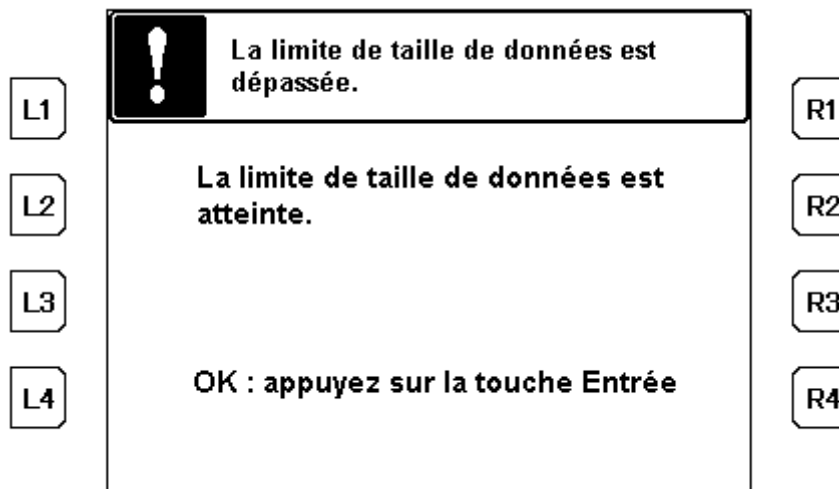 La limite de taille de données est
dépassée.
L1
R1
La limite de taille de données est
atteinte.
L2
R2
L3
R3
OK : appuyez sur la touche Entrée
L4
R4